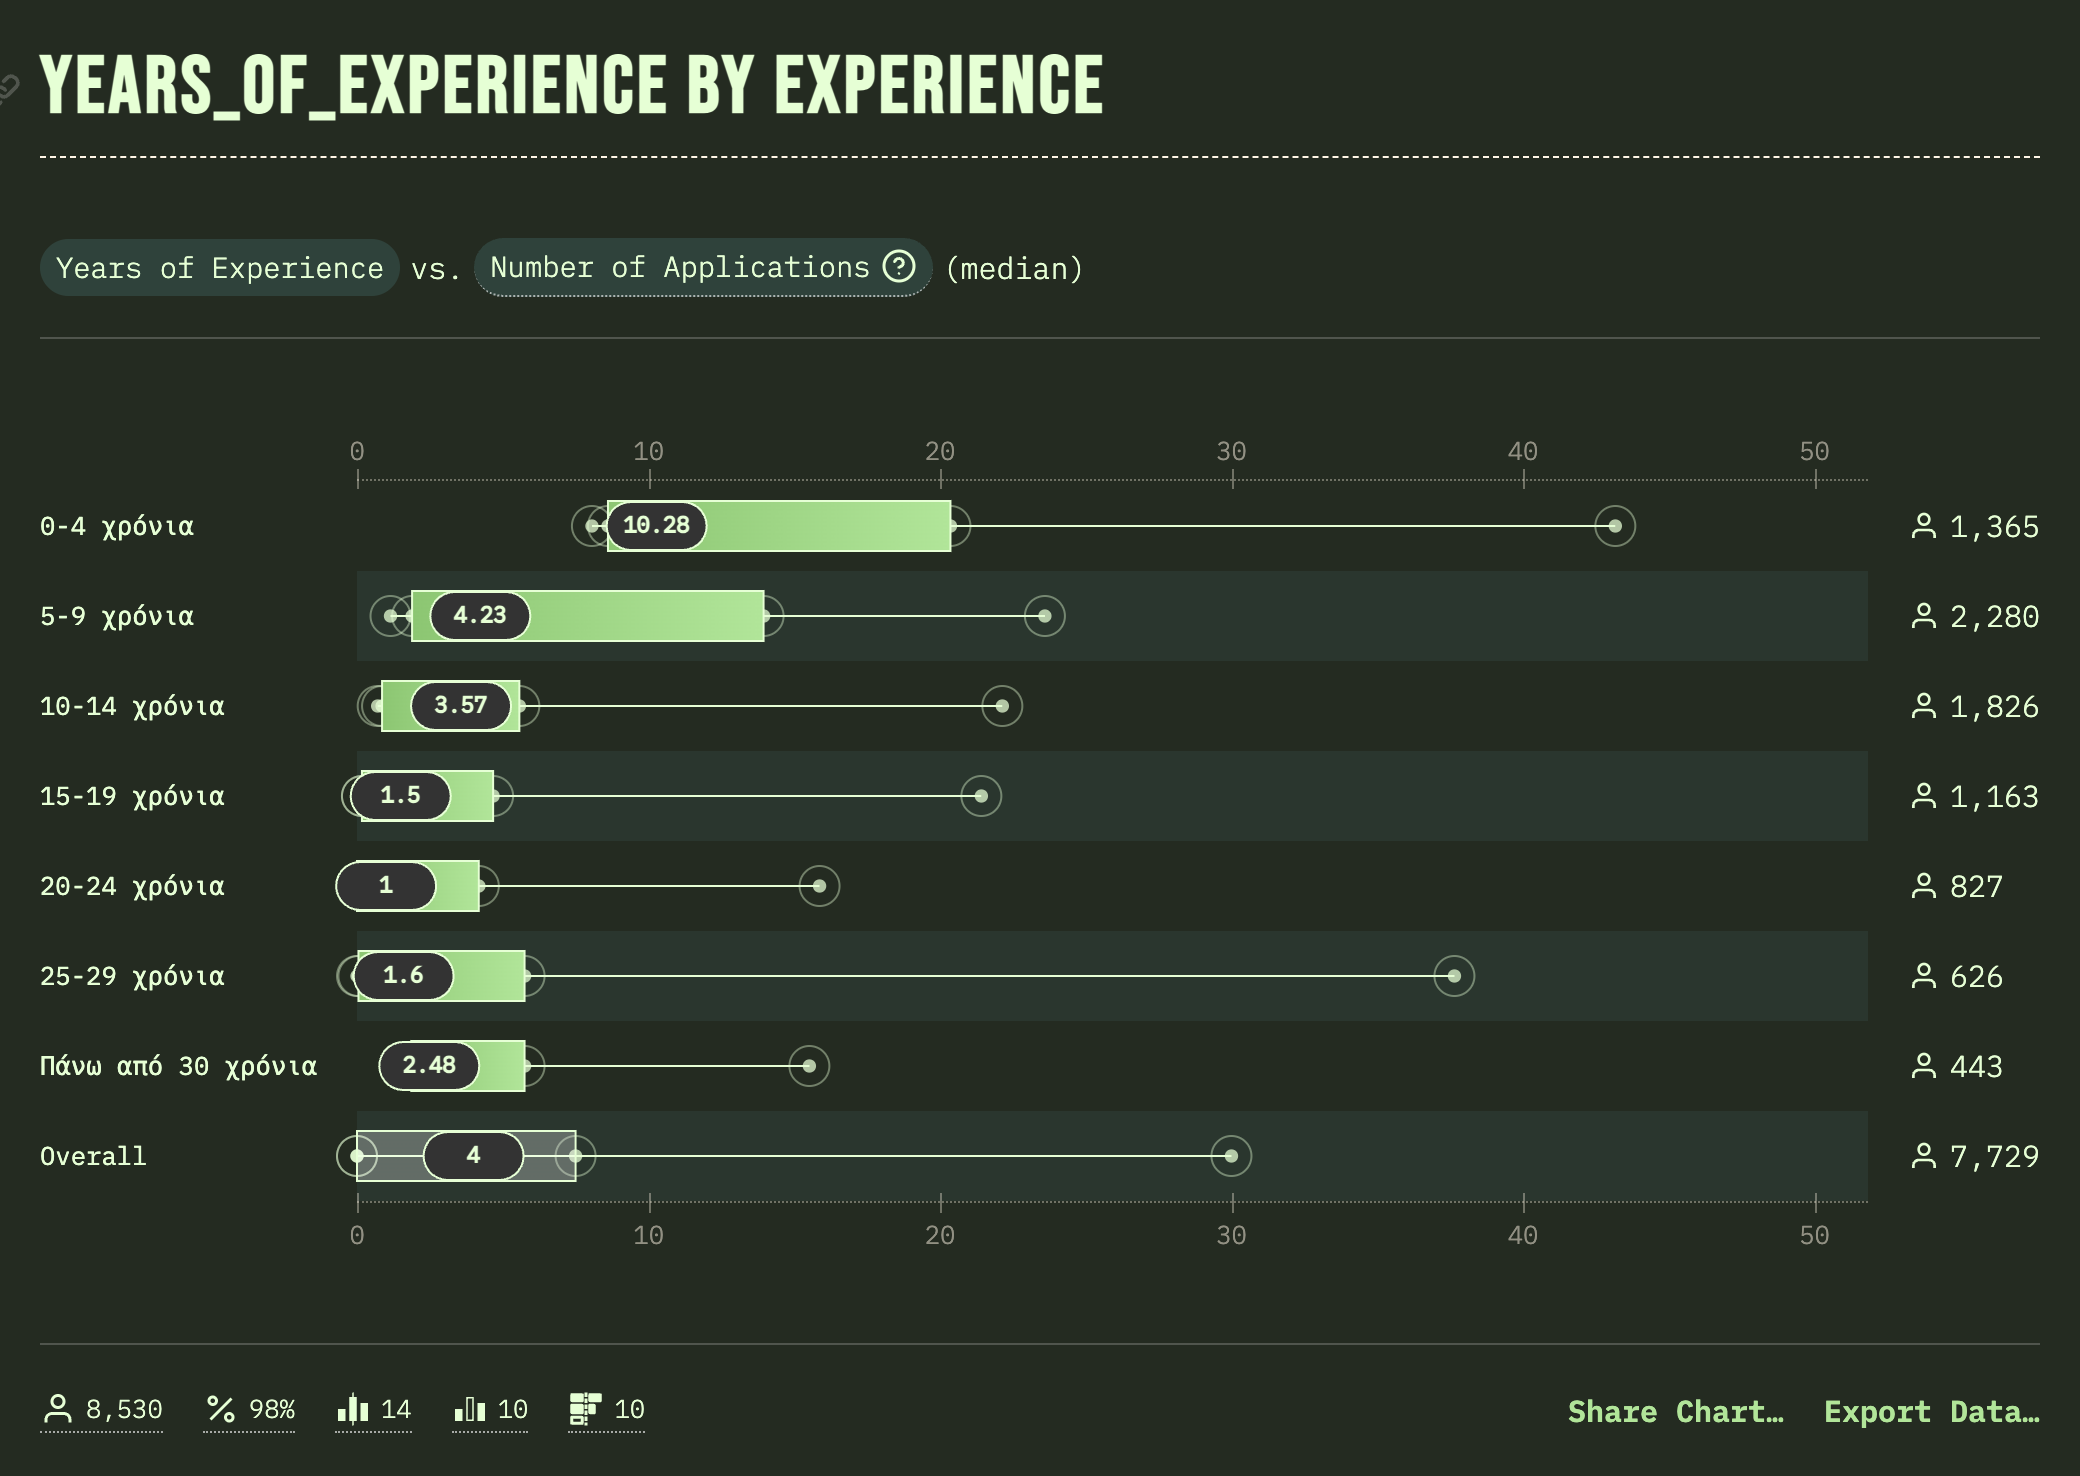 YEARS_OF_EXPERIENCE BY EXPERIENCE
Years of Experience vs. Number of Applications (median)
0 10 20 30 40 50
0-4 χρόνια 10.28 1,365
5-9 χρόνια 4.23 2,280
10-14 χρόνια 3.57 1,826
15-19 χρόνια 1.5 1,163
20-24 χρόνια 1 827
25-29 χρόνια 1.6 626
Πάνω από 30 χρόνια 2.48 443
Overall 4 7,729
0 10 20 30 40 50
8,530 98% 14 10 10 Share Chart… Export Data…